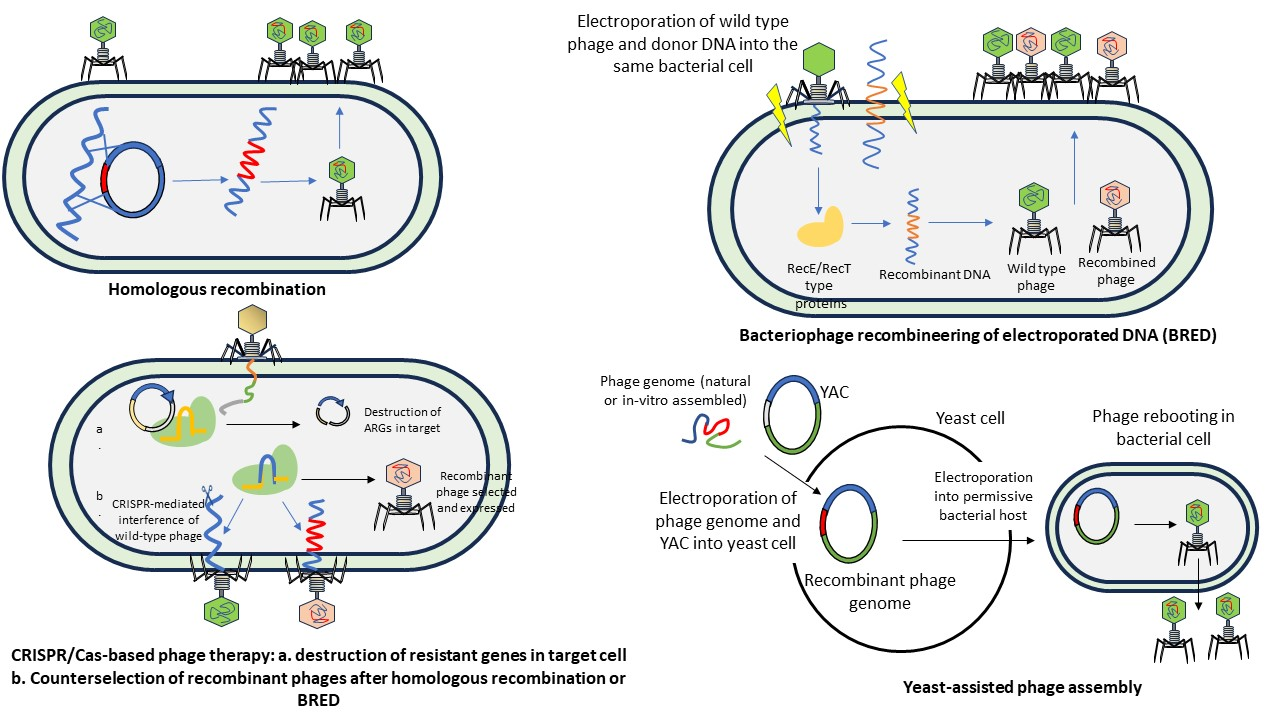 Homologous recombination
Electroporation of wild type
phage and donor DNA into the
same bacterial cell
RecE/RecT
type
proteins
Recombinant DNA
Wild type
phage
Recombined
phage
Bacteriophage recombineering of electroporated DNA (BRED)
a
.
Destruction of
ARGs in target
b
.
CRISPR-mediated
interference of
wild-type phage
Recombinant
phage selected
and expressed
CRISPR/Cas-based phage therapy: a. destruction of resistant genes in target cell
b. Counterselection of recombinant phages after homologous recombination or
BRED
Phage genome (natural
or in-vitro assembled)
YAC
Yeast cell
Electroporation of
phage genome and
YAC into yeast cell
Recombinant phage
genome
Electroporation
into permissive
bacterial host
Phage rebooting in
bacterial cell
Yeast-assisted phage assembly